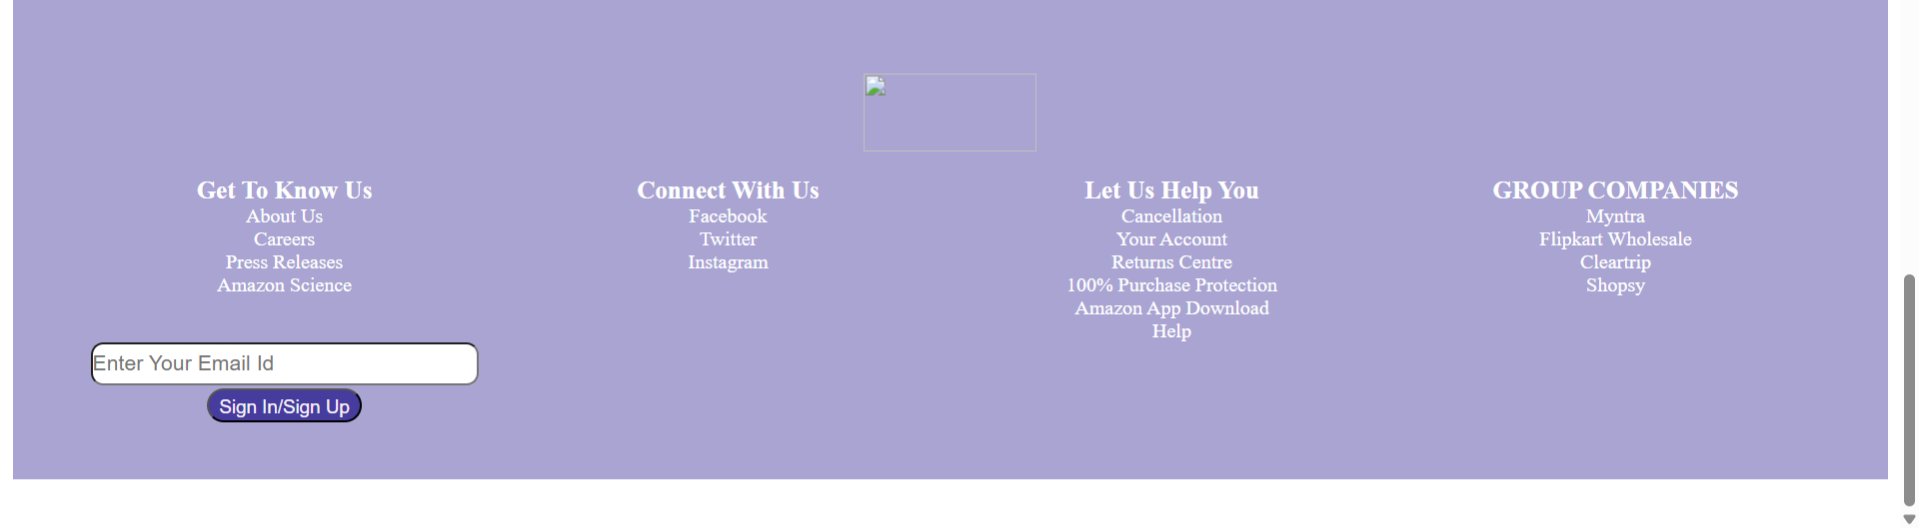 Get To Know Us
About Us
Careers
Press Releases
Amazon Science
Enter Your Email Id
Sign In/Sign Up
Connect With Us
Facebook
Twitter
Instagram
Let Us Help You
Cancellation
Your Account
Returns Centre
100% Purchase Protection
Amazon App Download
Help
GROUP COMPANIES
Myntra
Flipkart Wholesale
Cleartrip
Shopsy